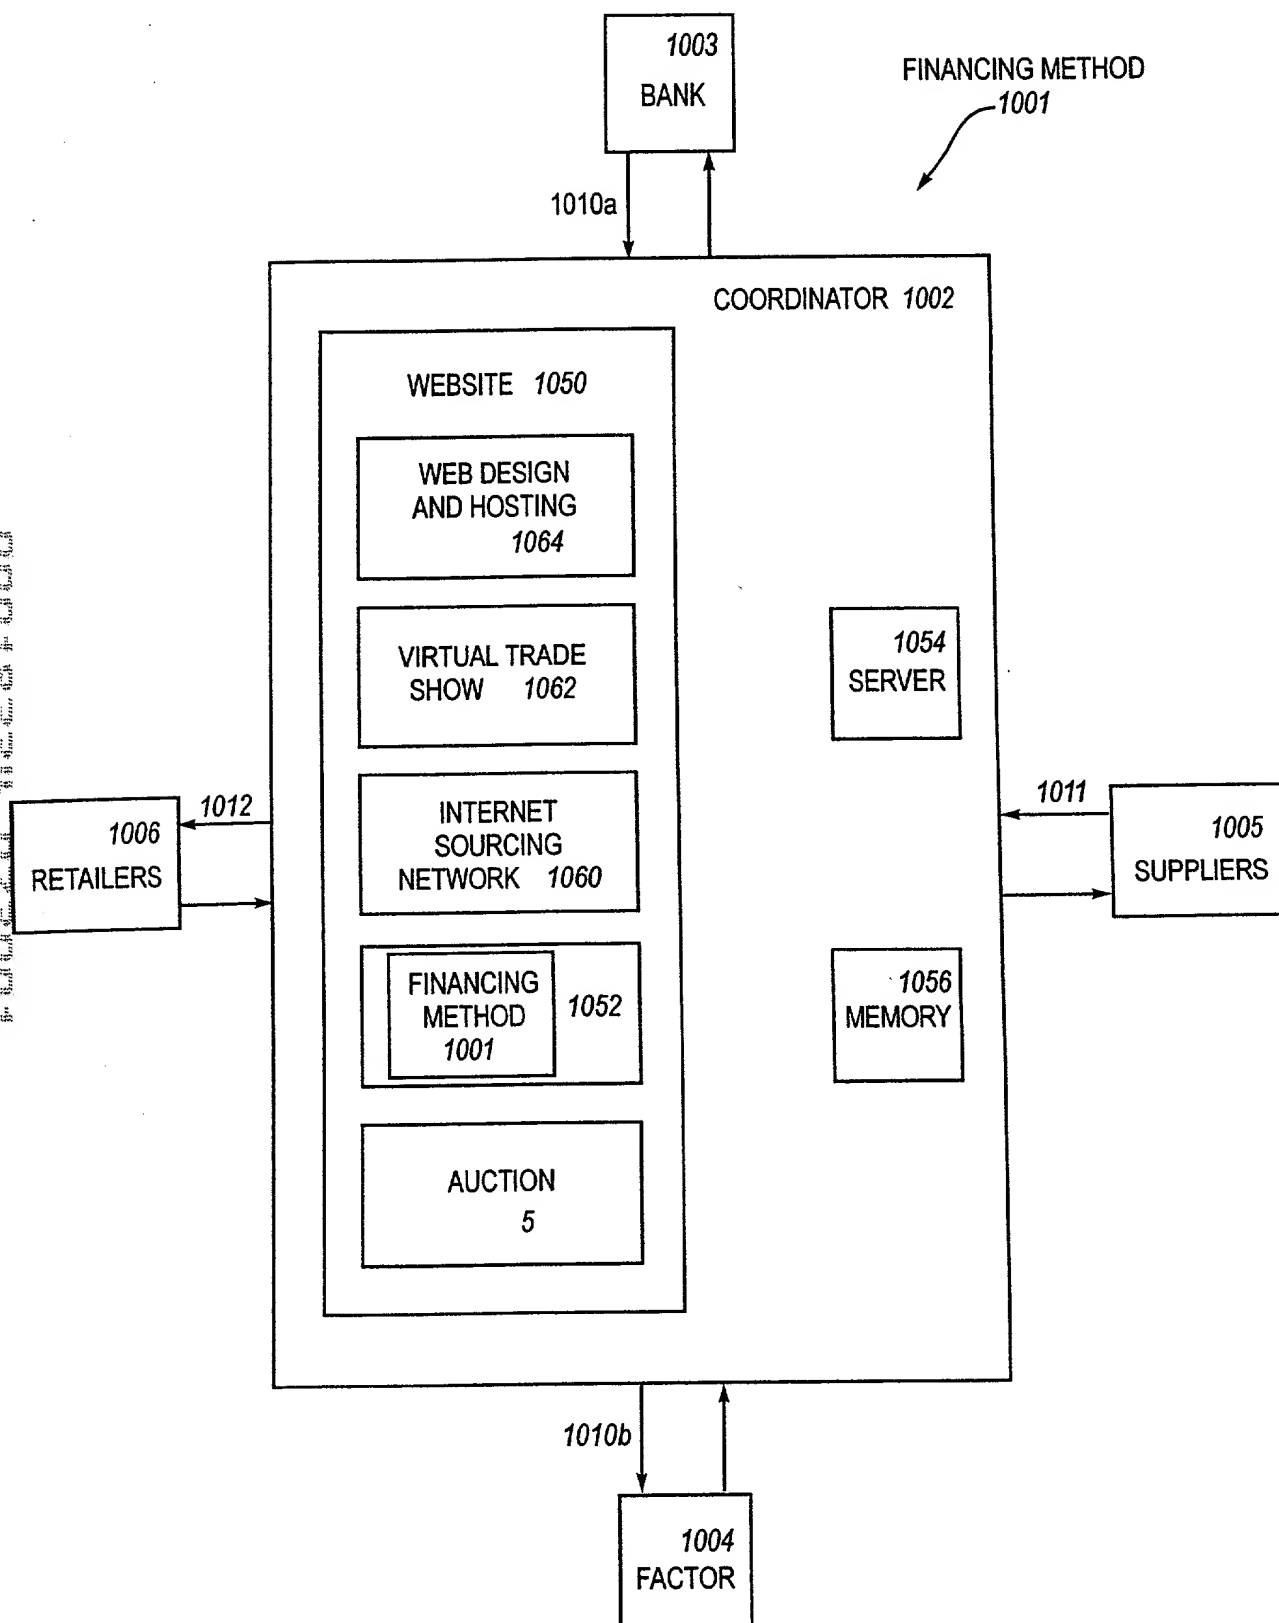 1003
BANK
FINANCING METHOD
1001
1010a
COORDINATOR 1002
WEBSITE 1050
WEB DESIGN
AND HOSTING
1064
VIRTUAL TRADE
SHOW 1062
1054
SERVER
1012
1006
RETAILERS
INTERNET
SOURCING
NETWORK 1060
1011
1005
SUPPLIERS
FINANCING
METHOD
1001
1052
1056
MEMORY
AUCTION
5
1010b
1004
FACTOR